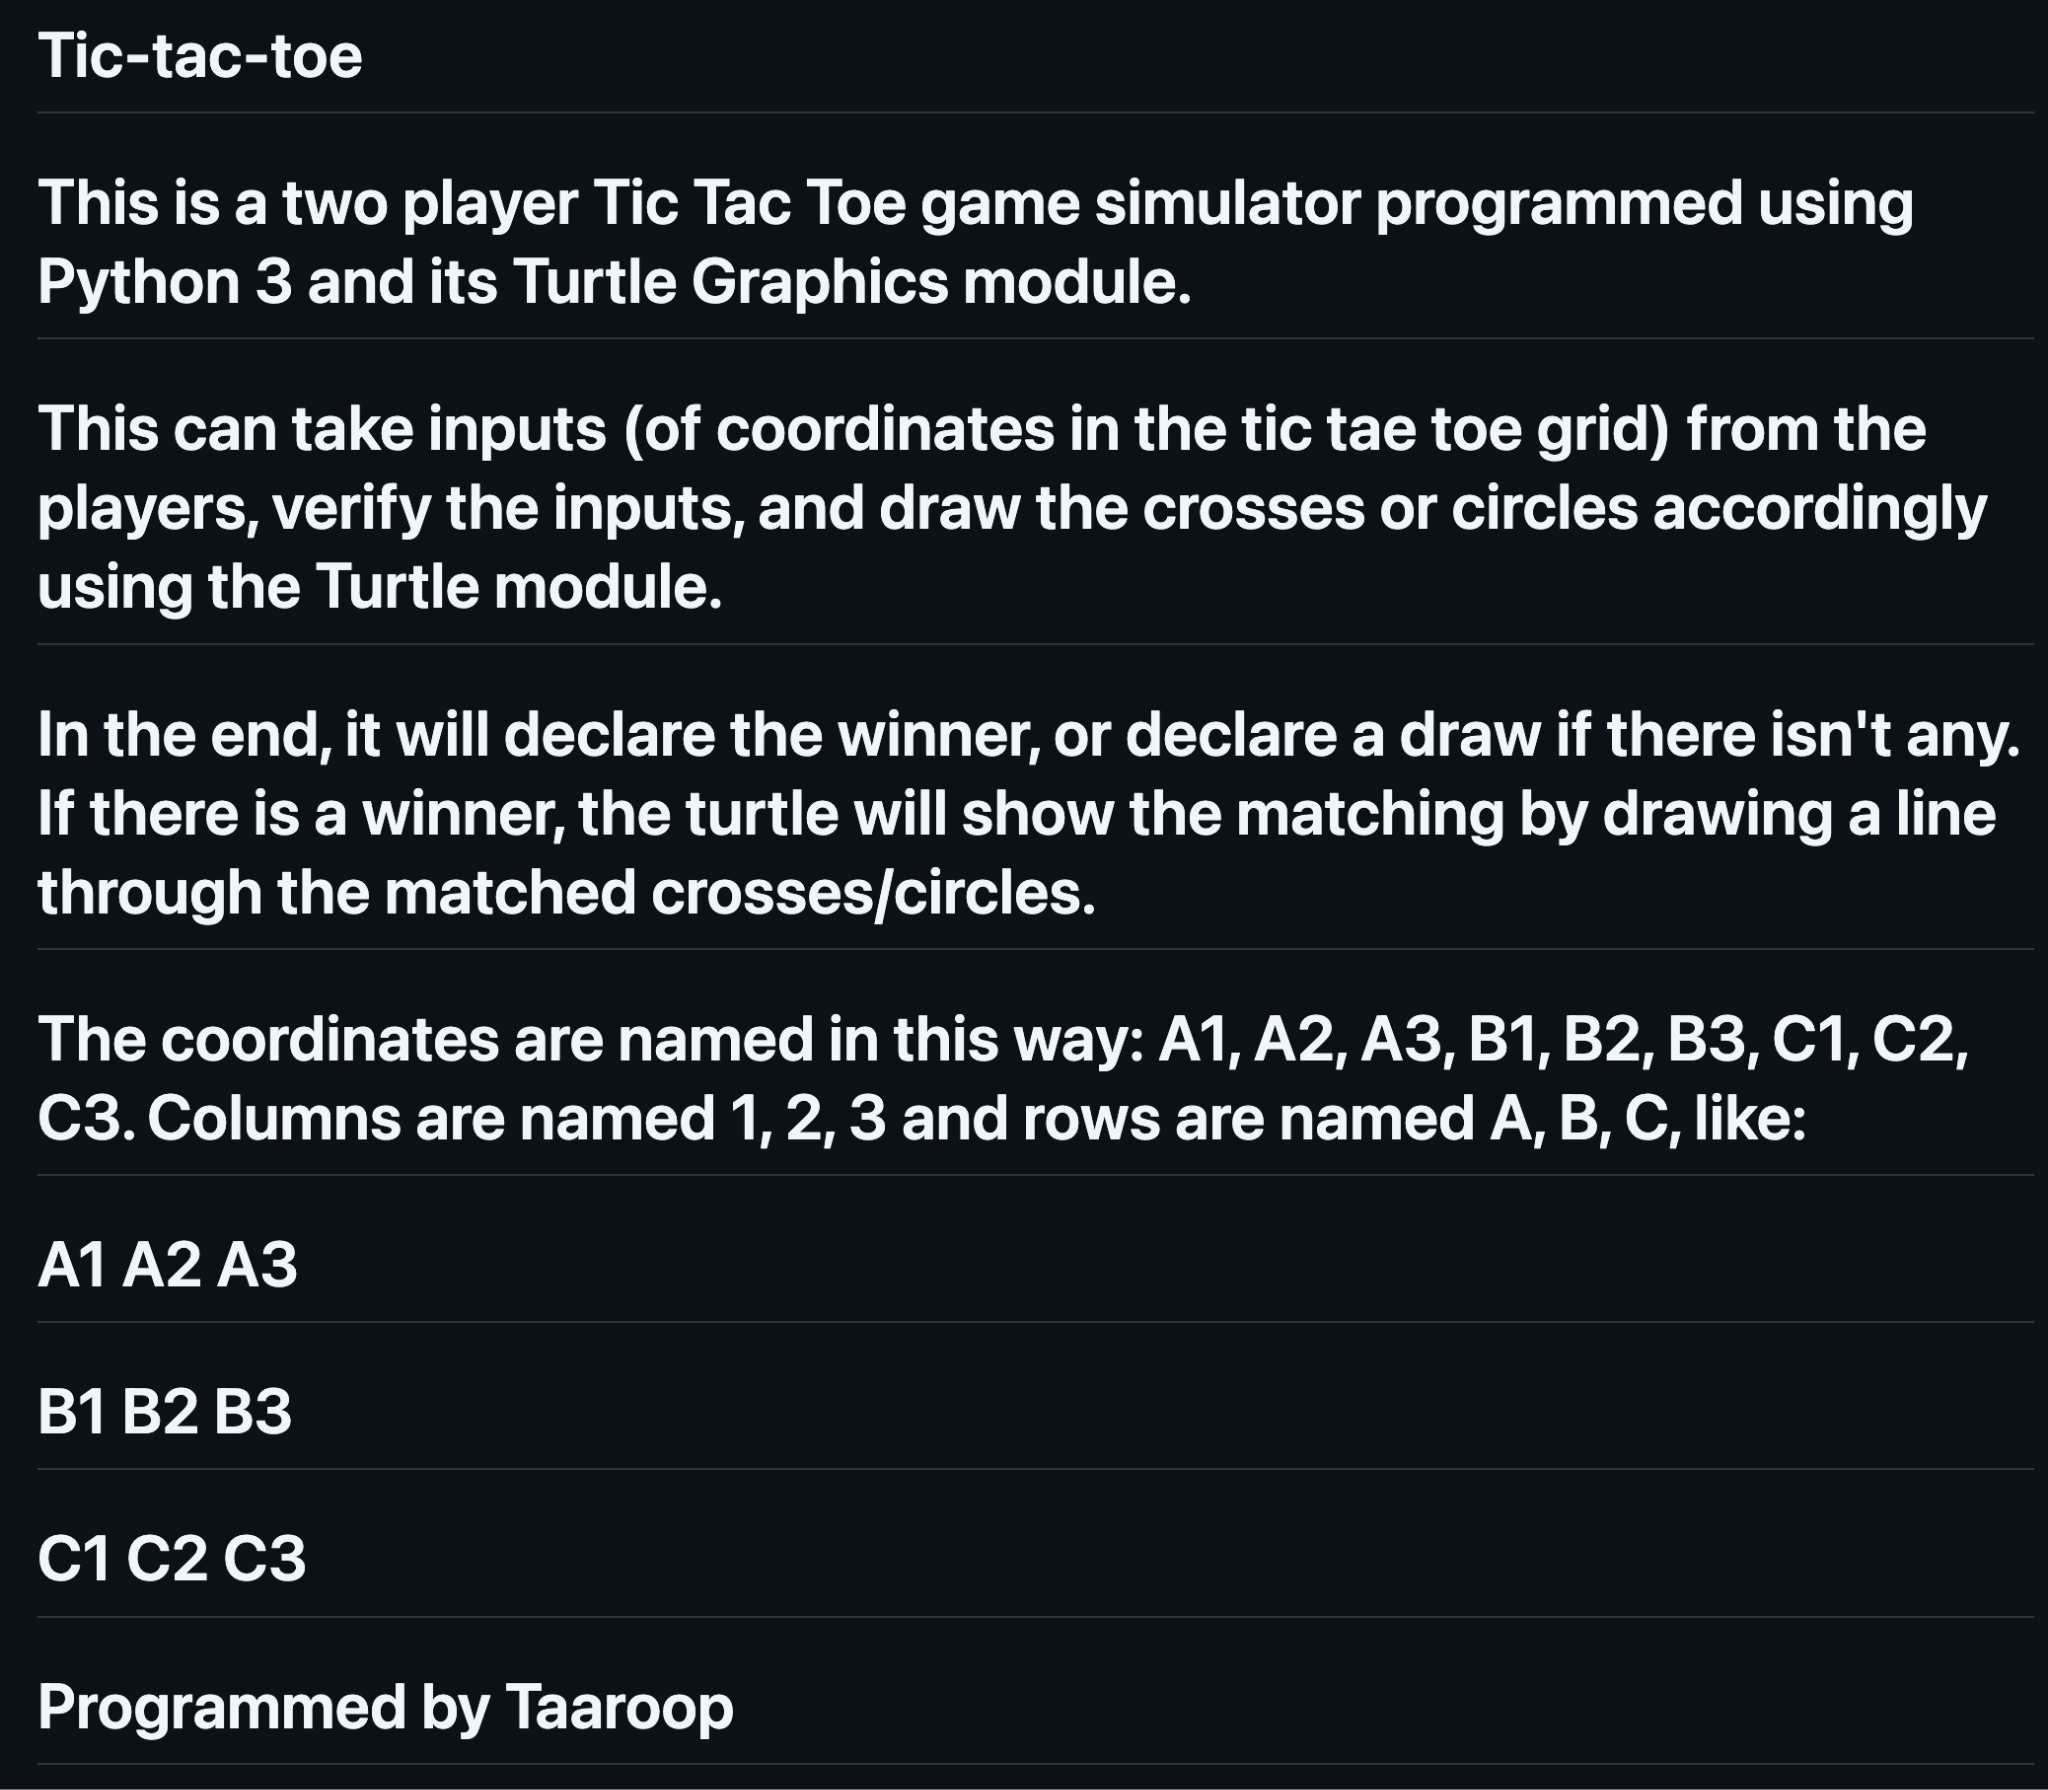 Tic-tac-toe
This is a two player Tic Tac Toe game simulator programmed using
Python 3 and its Turtle Graphics module.
This can take inputs (of coordinates in the tic tae toe grid) from the
players, verify the inputs, and draw the crosses or circles accordingly
using the Turtle module.
In the end, it will declare the winner, or declare a draw if there isn't any.
If there is a winner, the turtle will show the matching by drawing a line
through the matched crosses/circles.
The coordinates are named in this way: A1, A2, A3, B1, B2, B3, C1, C2,
C3. Columns are named 1, 2, 3 and rows are named A, B, C, like:
A1 A2 A3
B1 B2 B3
C1 C2 C3
Programmed by Taaroop